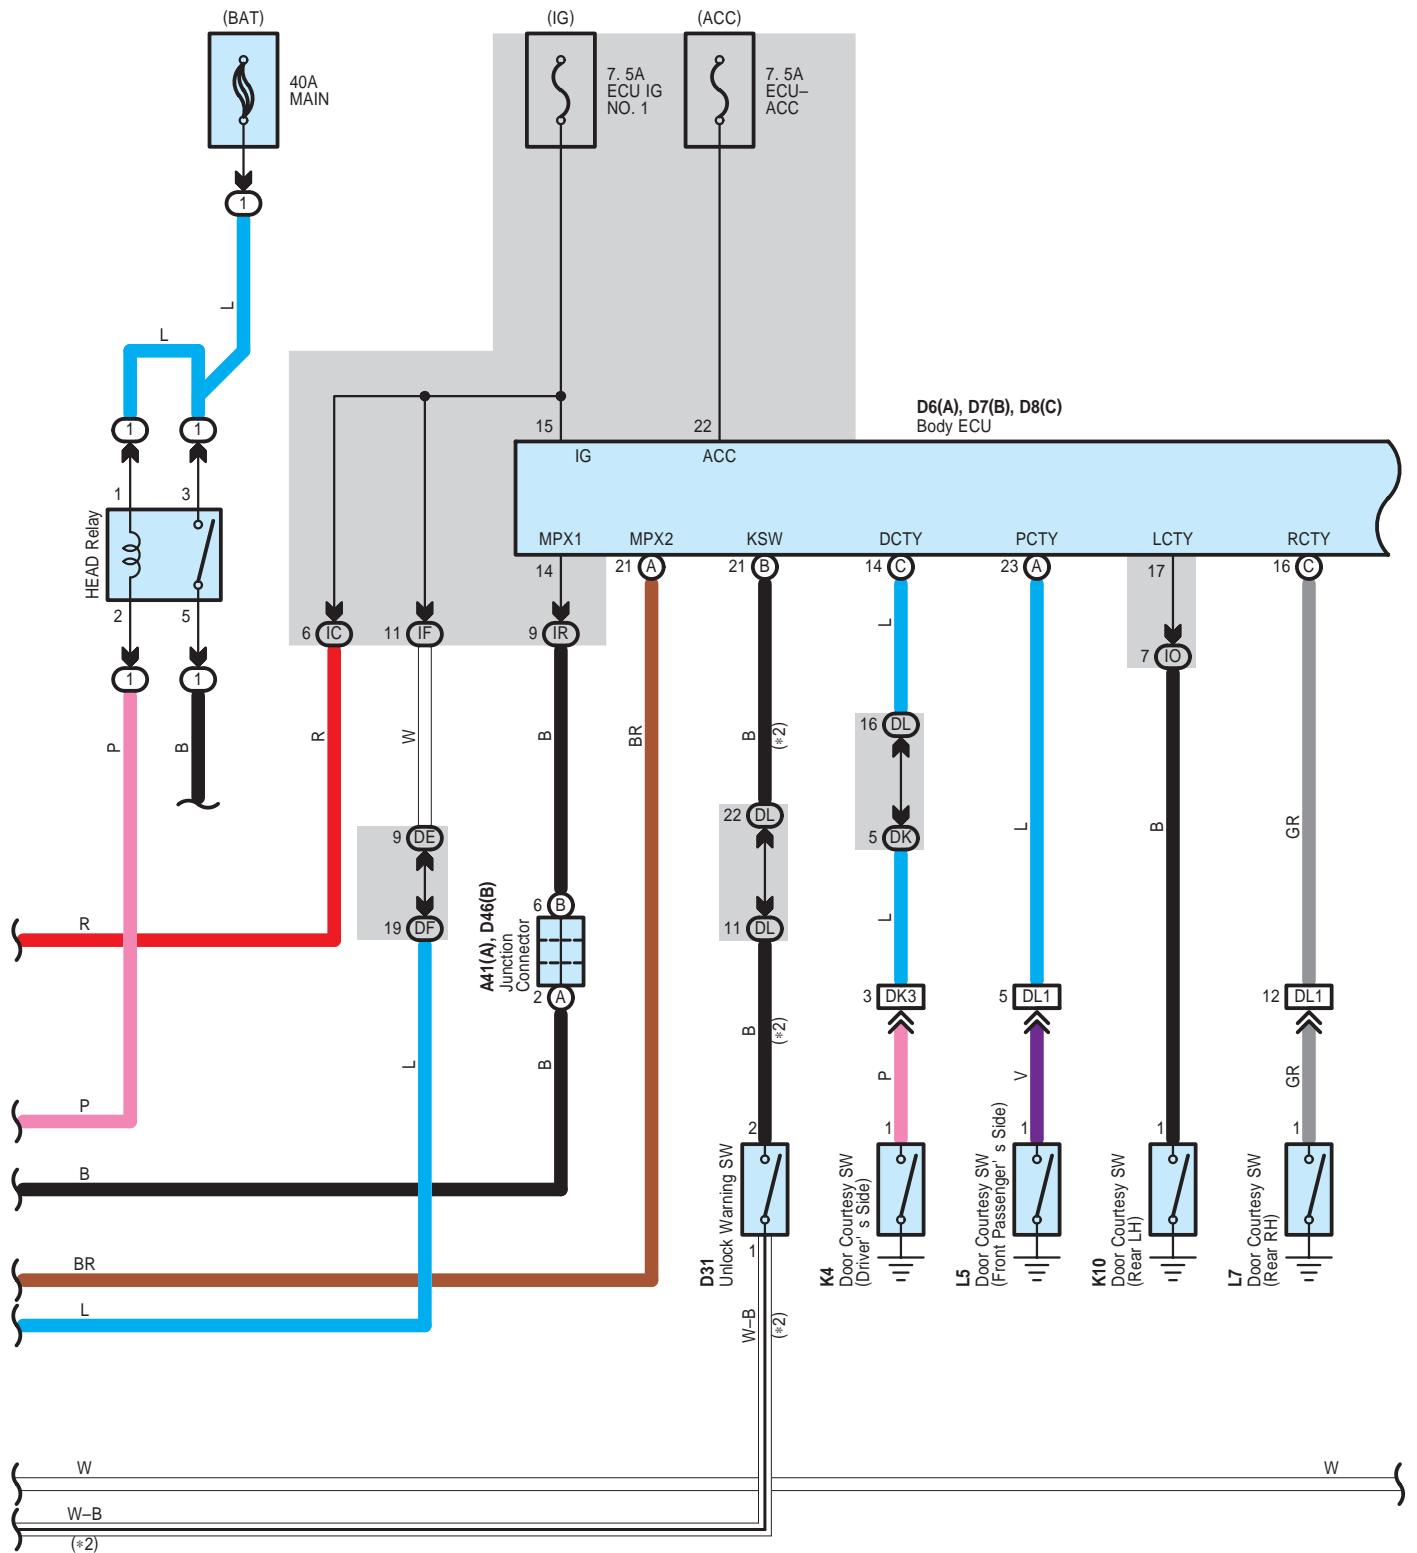 (BAT)
(IG)
(ACC)
40A
MAIN
7. 5A
ECU IG
NO. 1
7. 5A
ECU–
ACC
1
L
L
1
1
D6(A), D7(B), D8(C)
Body ECU
15
22
IG
ACC
1
3
HEAD Relay
2
5
MPX1
MPX2
KSW
DCTY
PCTY
LCTY
RCTY
14
21 A
21 B
14 C
23 A
17
16 C
6 IC
11 IF
9 IR
7 IO
1
1
L
P
B
R
W
B
BR
B
(*2)
16 DL
5 DK
22 DL
11 DL
L
B
GR
9 DE
19 DF
A41(A), D46(B)
Junction
Connector
6 B
2 A
R
L
3 DK3
5 DL1
12 DL1
L
B
B
(*2)
P
V
GR
P
2
1
1
1
1
B
D31
Unlock Warning SW
K4
Door Courtesy SW
(Driver' s Side)
L5
Door Courtesy SW
(Front Passenger' s Side)
K10
Door Courtesy SW
(Rear LH)
L7
Door Courtesy SW
(Rear RH)
1
BR
L
W–B
(*2)
W
W
W–B
(*2)